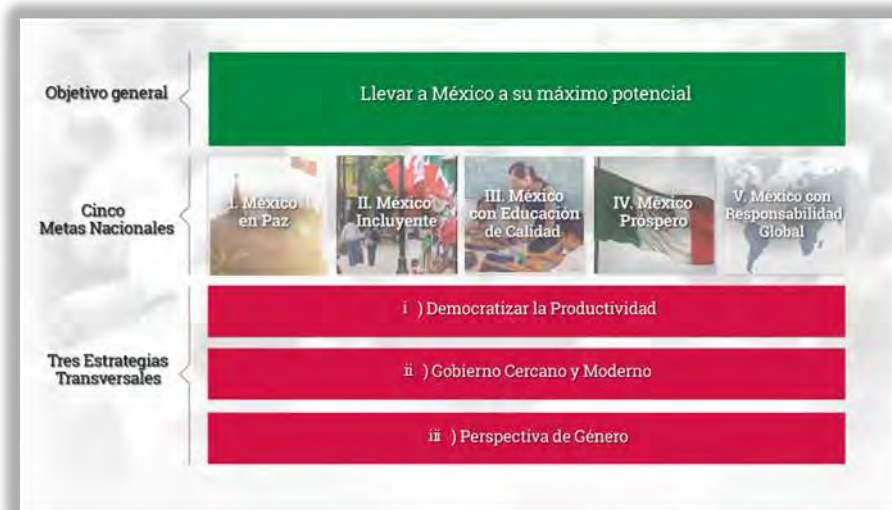 Objetivo general
Llevar a México a su máximo potencial
Cinco
Metas Nacionales
I. México
en Paz
II. México
Incluyente
III. México
con Educación
de Calidad
IV. México
Próspero
V. México con
Responsabilidad
Global
Tres Estrategias
Transversales
i ) Democratizar la Productividad
ii ) Gobierno Cercano y Moderno
iii ) Perspectiva de Género